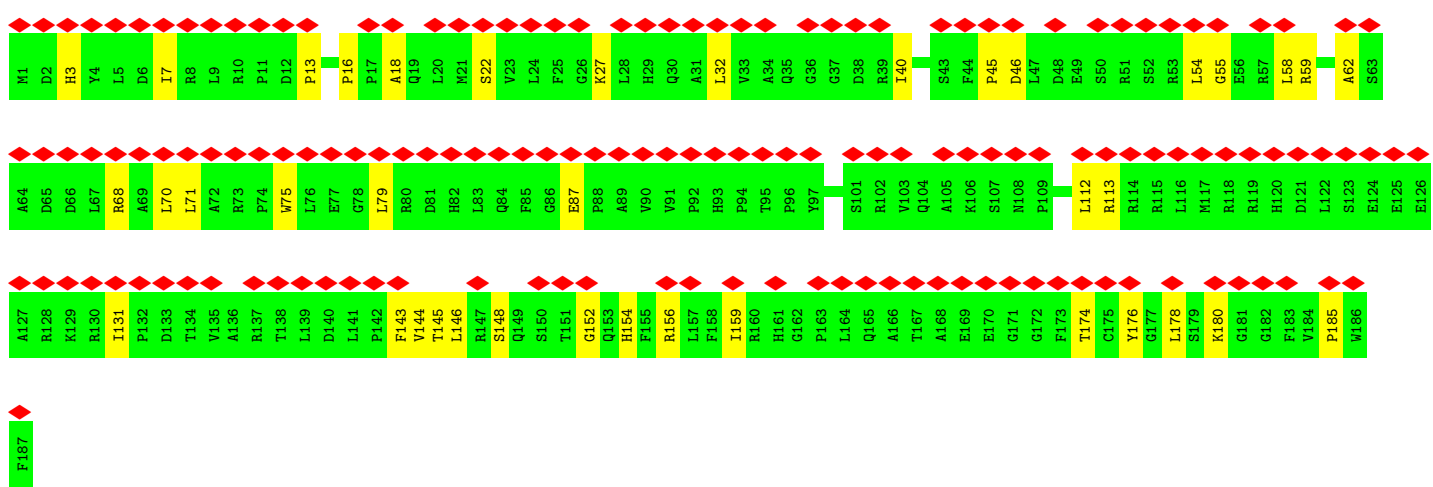 M1 D2 H3 Y4 L5 D6 I7 R8 L9 R10 P11 D12 P13 P16 P17 A18 Q19 L20 M21 S22 V23 L24 F25 G26 K27 L28 H29 Q30 A31 L32 V33 A34 Q35 G36 G37 D38 R39 I40 S43 F44 P45 D46 L47 D48 E49 S50 R51 S52 R53 L54 G55 E56 R57 L58 R59 A62 S63
A64 D65 D66 L67 R68 A69 L70 L71 A72 R73 P74 W75 L76 E77 G78 L79 R80 D81 H82 L83 Q84 F85 G86 E87 P88 A89 V90 V91 P92 H93 P94 T95 P96 Y97 S101 R102 V103 Q104 A105 K106 S107 N108 P109 L112 R113 R114 R115 L116 M117 R118 R119 H120 D121 L122 S123 E124 E125 E126
A127 R128 K129 R130 I131 P132 D133 T134 V135 A136 R137 T138 L139 D140 L141 P142 F143 V144 T145 L146 R147 S148 Q149 S150 T151 G152 Q153 H154 F155 R156 L157 F158 I159 R160 H161 G162 P163 L164 Q165 A166 T167 A168 E169 E170 G171 G172 F173 T174 C175 Y176 G177 L178 S179 K180 G181 G182 F183 V184 P185 W186
F187